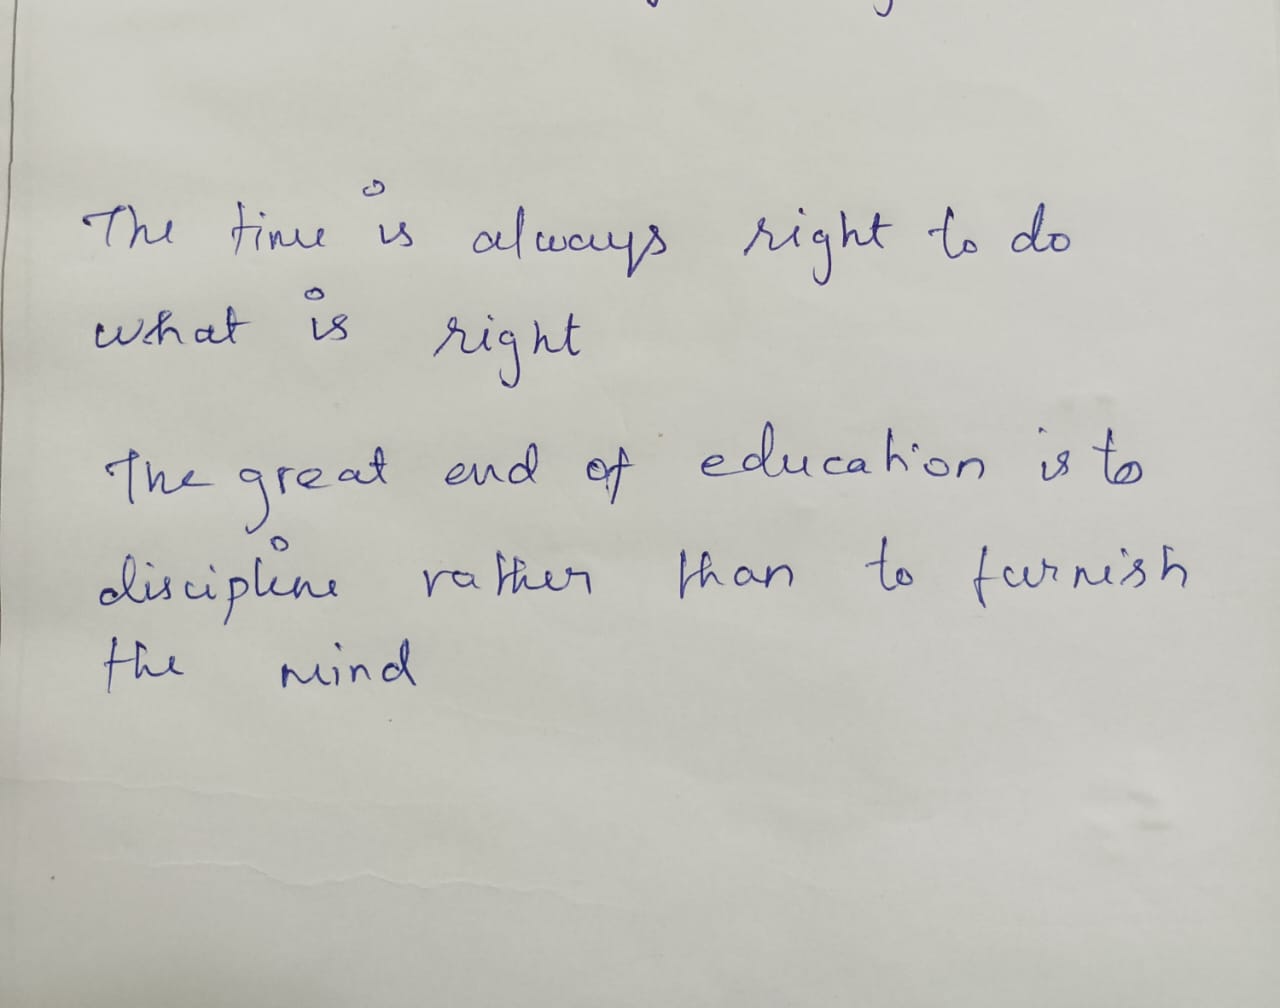 The time is always right to do
what is right
The great end of education is to
discipline rather than to furnish
the mind